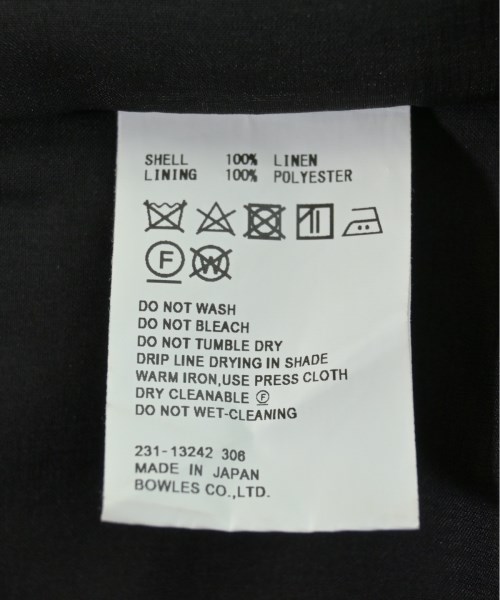 SHELL 100% LINEN
LINING 100% POLYESTER
F W
DO NOT WASH
DO NOT BLEACH
DO NOT TUMBLE DRY
DRIP LINE DRYING IN SHADE
WARM IRON,USE PRESS CLOTH
DRY CLEANABLE Ⓕ
DO NOT WET-CLEANING
231-13242 306
MADE IN JAPAN
BOWLES CO.,LTD.